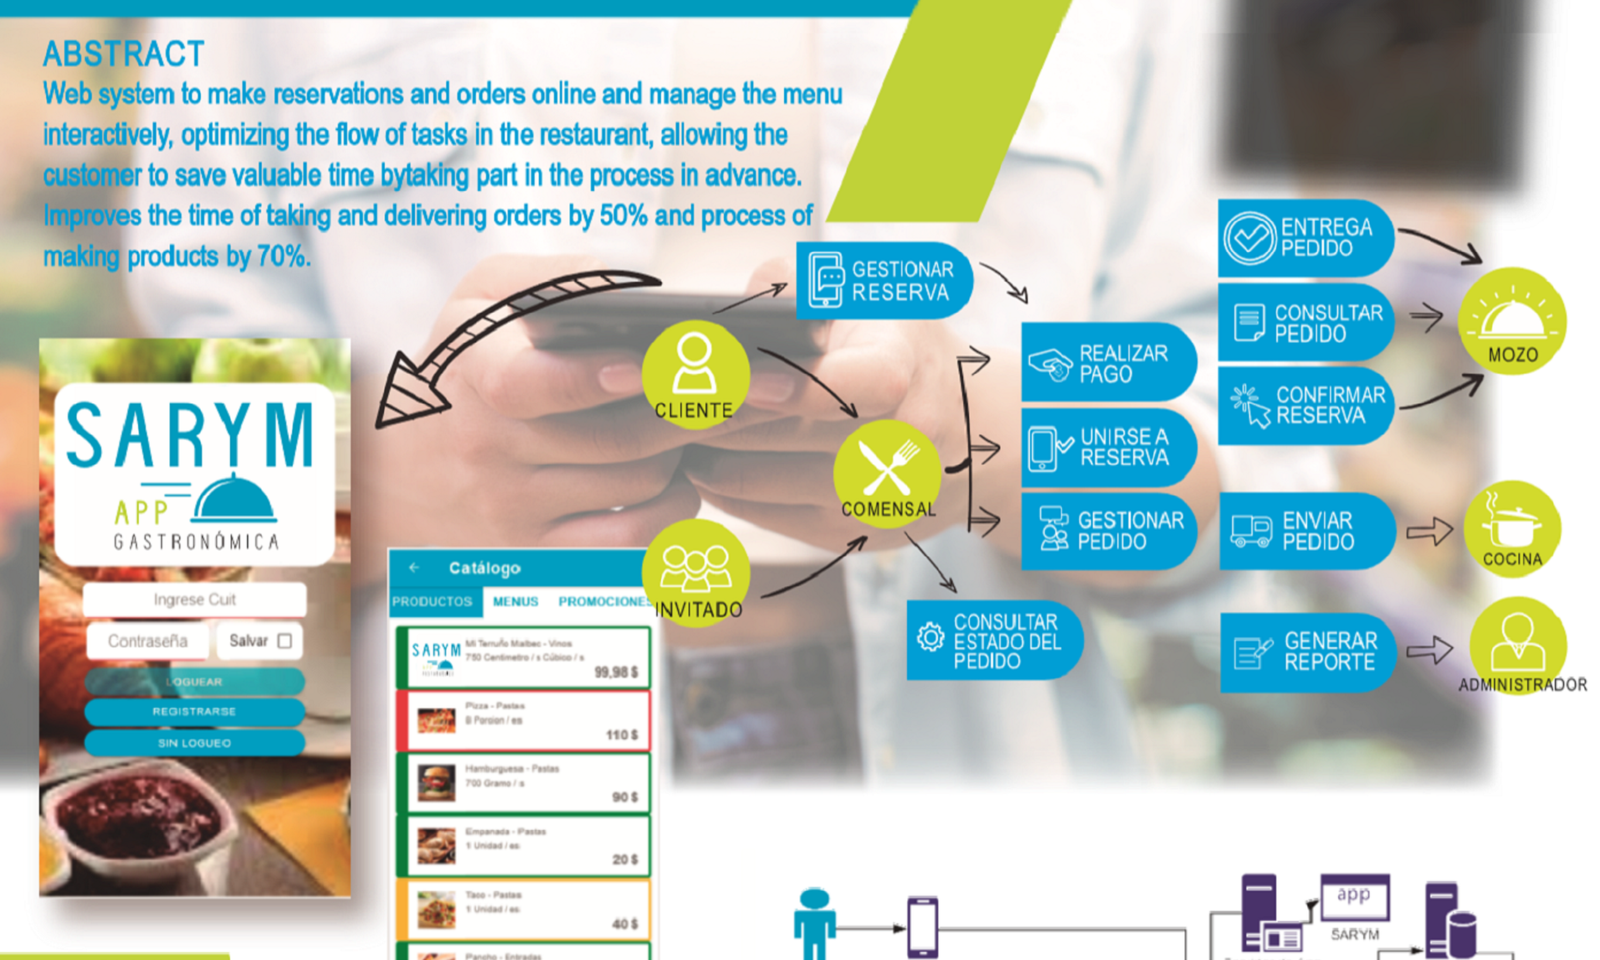 ABSTRACT
Web system to make reservations and orders online and manage the menu
interactively, optimizing the flow of tasks in the restaurant, allowing the
customer to save valuable time bytaking part in the process in advance.
Improves the time of taking and delivering orders by 50% and process of
making products by 70%.
SARYM
APP
GASTRONÓMICA
Ingrese Cuit
Contraseña
Salvar
LOGUEAR
REGISTRARSE
SIN LOGUEO
Catálogo
PRODUCTOS MENUS PROMOCIONES
SARYM
Mi Terruño Malbec - Vinos
750 Centimetro / s Cúbico / s
99,98 $
Pizza - Pastas
8 Porcion / es
110 $
Hamburguesa - Pastas
700 Gramo / s
90 $
Empanada - Pastas
1 Unidad / es
20 $
Taco - Pastas
1 Unidad / es
40 $
Pancho - Entradas
CLIENTE
INVITADO
COMENSAL
GESTIONAR
RESERVA
REALIZAR
PAGO
UNIRSE A
RESERVA
GESTIONAR
PEDIDO
CONSULTAR
ESTADO DEL
PEDIDO
ENTREGA
PEDIDO
CONSULTAR
PEDIDO
CONFIRMAR
RESERVA
MOZO
ENVIAR
PEDIDO
COCINA
GENERAR
REPORTE
ADMINISTRADOR
app
SARYM